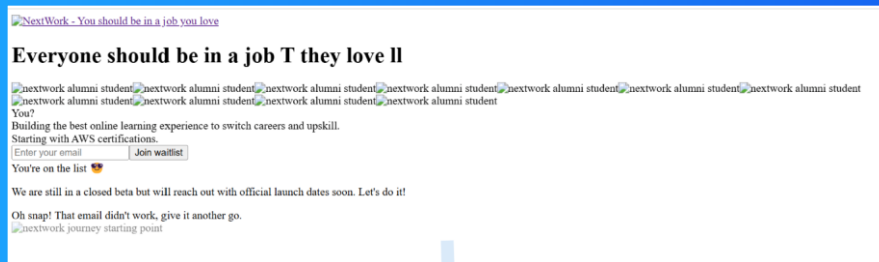 NextWork - You should be in a job you love
Everyone should be in a job T they love ll
nextwork alumni studentnextwork alumni studentnextwork alumni studentnextwork alumni studentnextwork alumni studentnextwork alumni studentnextwork alumni student
nextwork alumni studentnextwork alumni studentnextwork alumni studentnextwork alumni student
You?
Building the best online learning experience to switch careers and upskill.
Starting with AWS certifications.
Enter your email Join waitlist
You're on the list 😎
We are still in a closed beta but will reach out with official launch dates soon. Let's do it!
Oh snap! That email didn't work, give it another go.
nextwork journey starting point